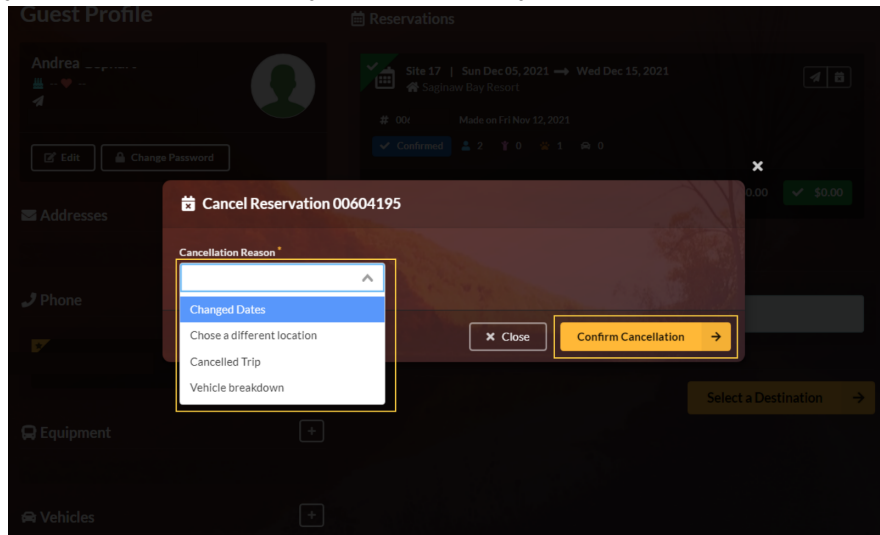 Guest Profile
Reservations
Andrea
-- --
Site 17 | Sun Dec 05, 2021 → Wed Dec 15, 2021
Saginaw Bay Resort
# 00 Made on Fri Nov 12, 2021
Confirmed 2 0 1 0
Edit Change Password
0.00 $0.00
Cancel Reservation 00604195
Addresses
Cancellation Reason *
Phone
Changed Dates
Chose a different location
Cancelled Trip
Vehicle breakdown
Close
Confirm Cancellation →
Select a Destination →
Equipment +
Vehicles +